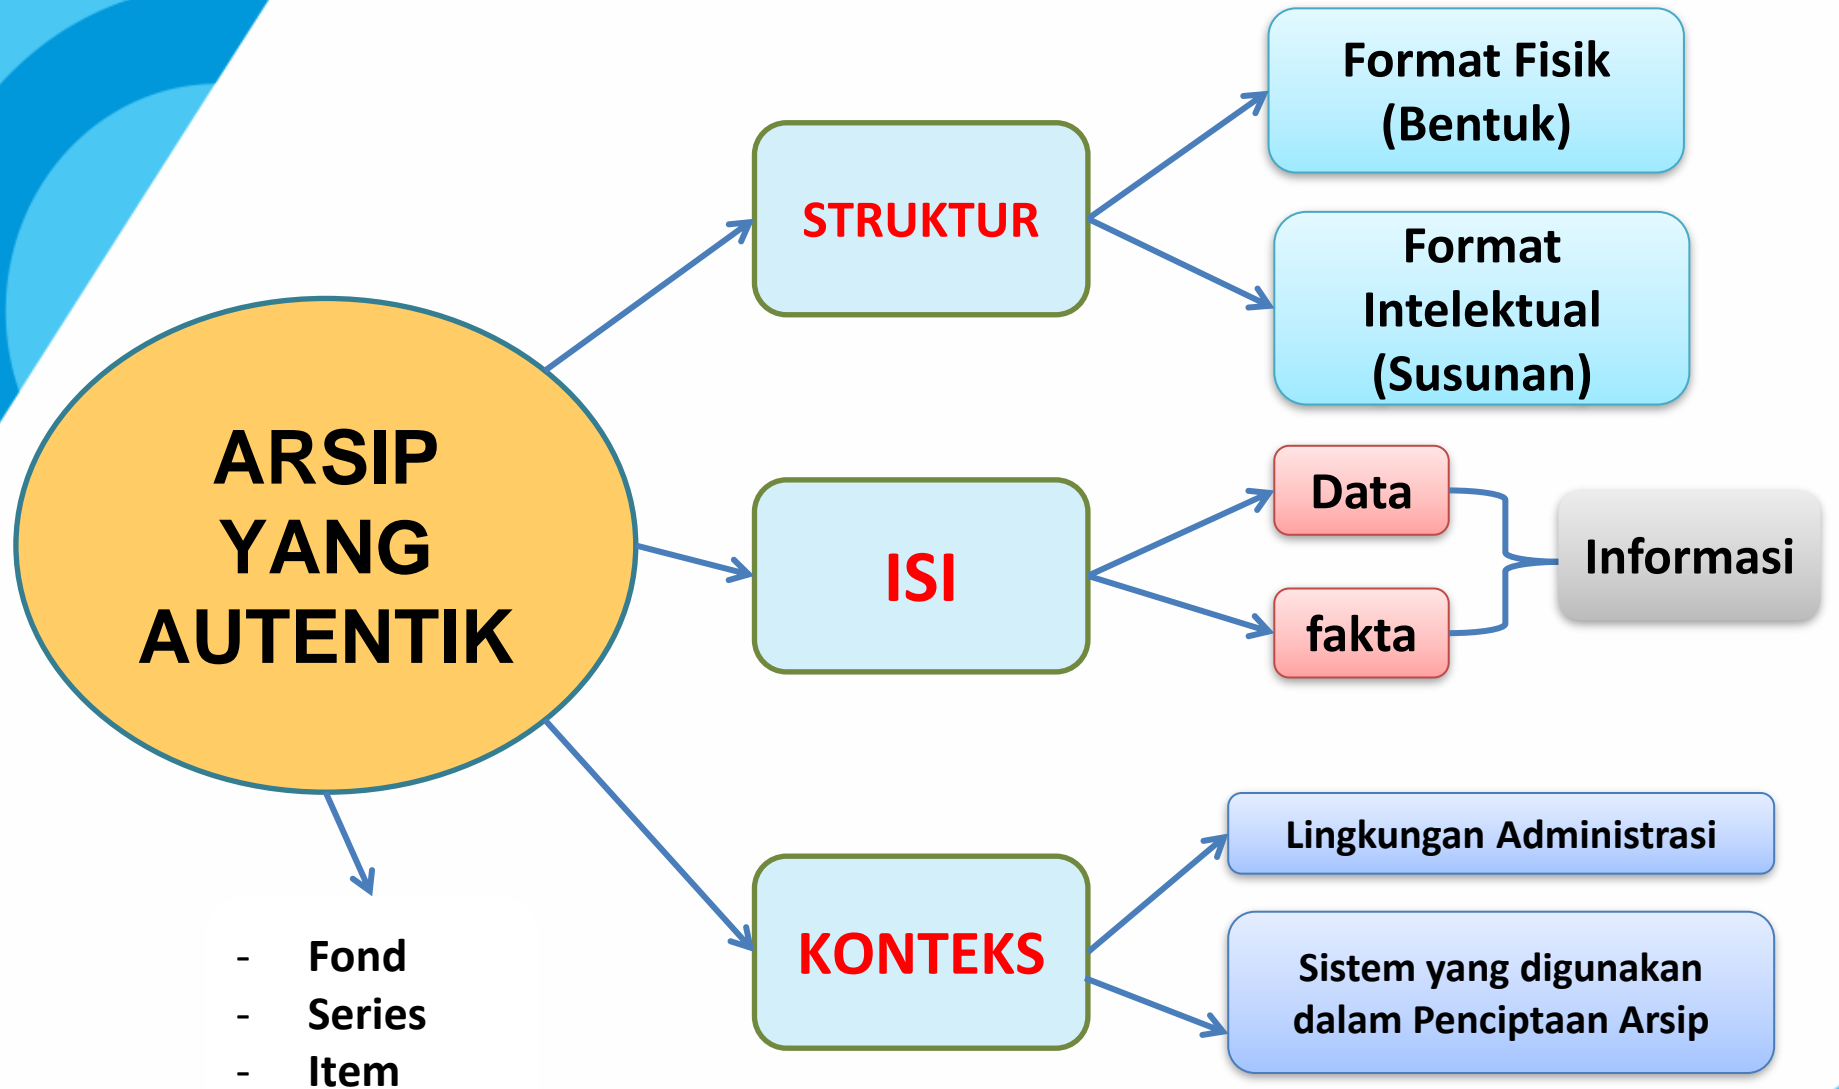 ARSIP
YANG
AUTENTIK
- Fond
- Series
- Item
STRUKTUR
Format Fisik
(Bentuk)
Format
Intelektual
(Susunan)
ISI
Data
fakta
Informasi
KONTEKS
Lingkungan Administrasi
Sistem yang digunakan
dalam Penciptaan Arsip